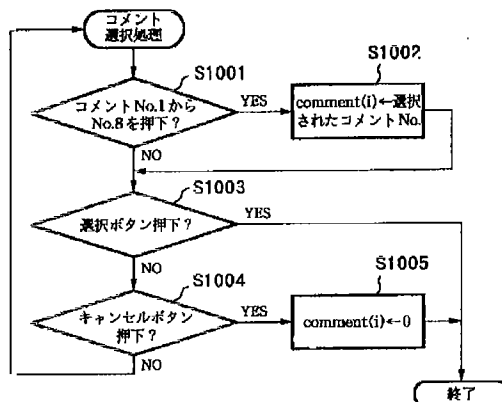 コメント
選択処理
S1001
コメントNo.1から
No.8を押下？
YES
S1002
comment(i)←選択
されたコメントNo.
NO
S1003
選択ボタン押下？
YES
NO
S1004
キャンセルボタン
押下？
YES
S1005
comment(i)←0
NO
終了